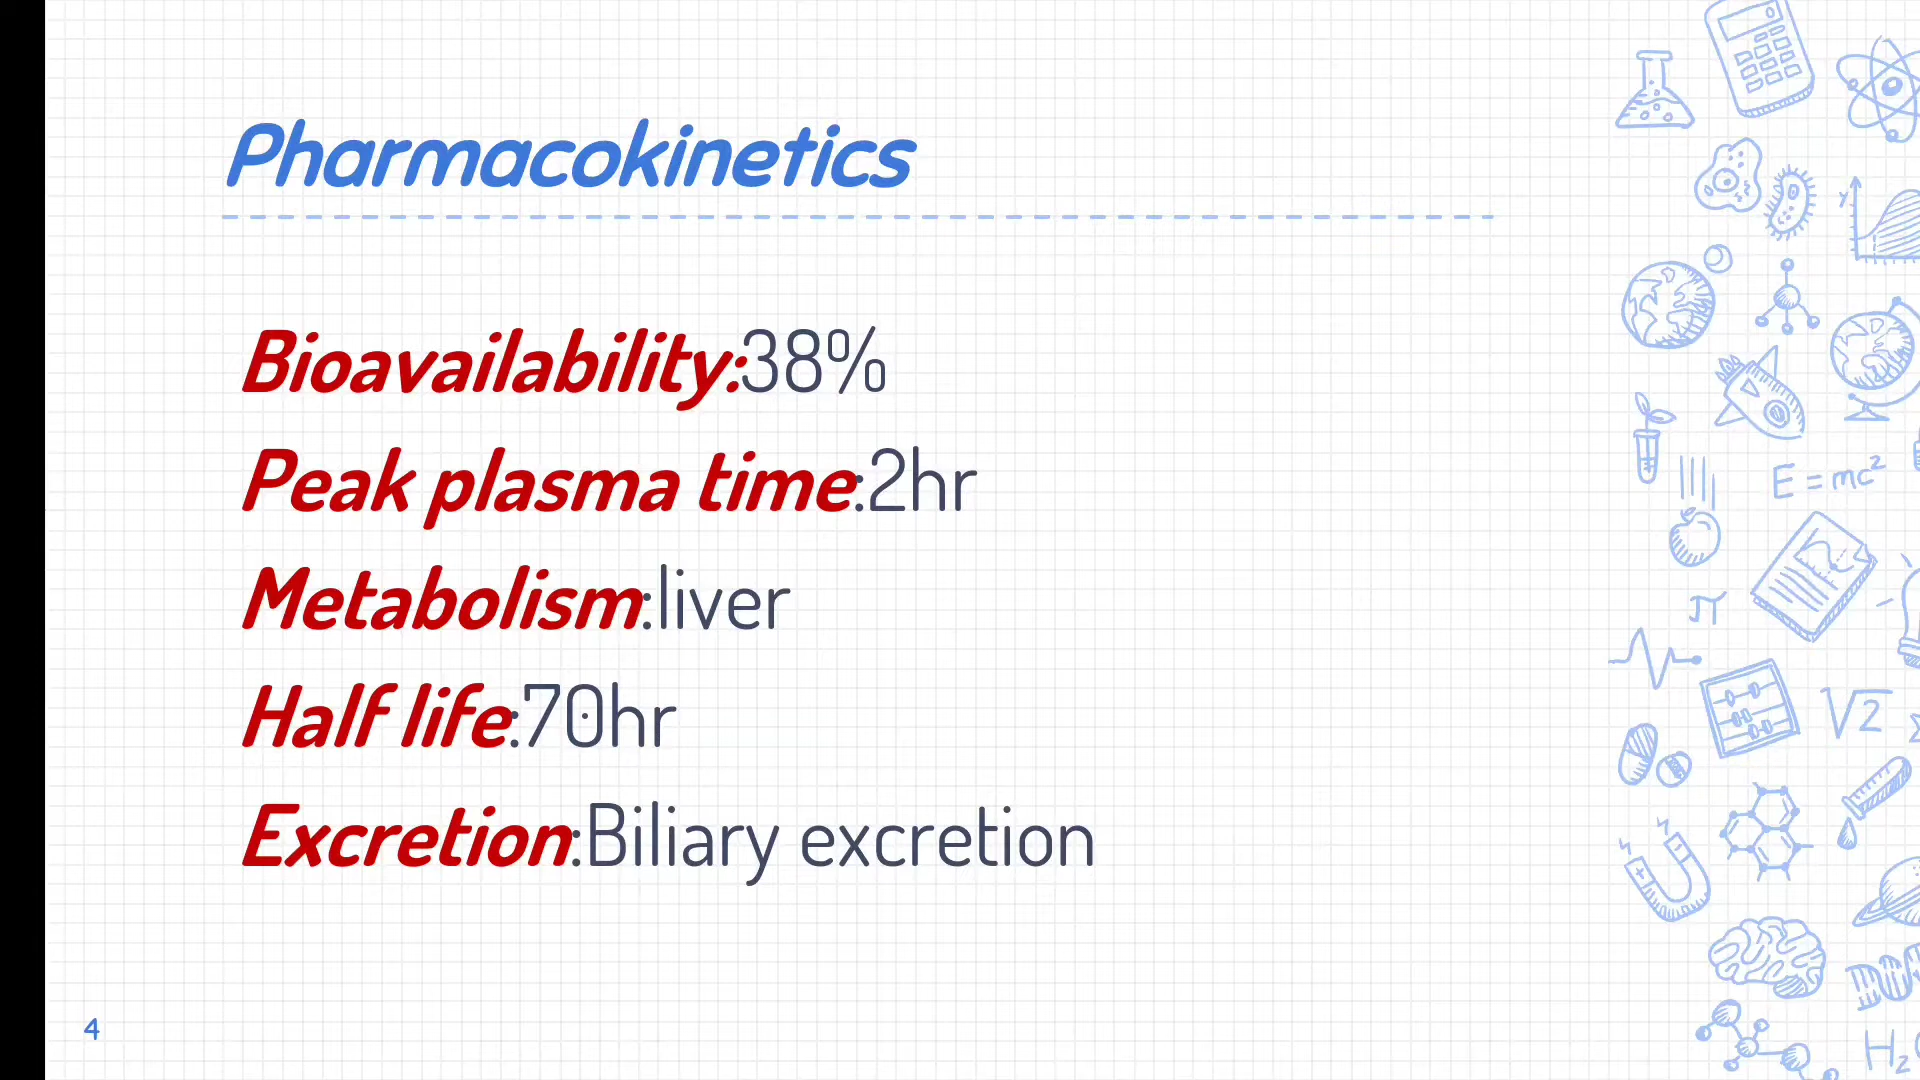 Pharmacokinetics
Bioavailability:38%
Peak plasma time:2hr
Metabolism:liver
Half life:70hr
Excretion:Biliary excretion
4
y
E = mc²
π
√2